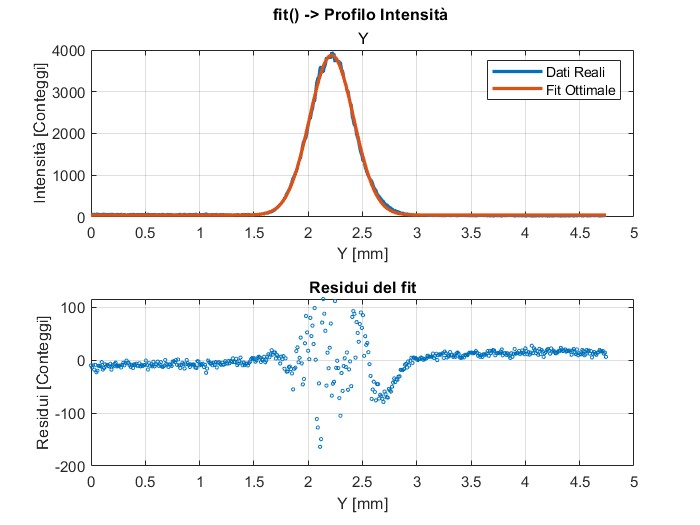 fit() -> Profilo Intensità
Y
Intensità [Conteggi]
4000
3000
2000
1000
0
Dati Reali
Fit Ottimale
0 0.5 1 1.5 2 2.5 3 3.5 4 4.5 5
Y [mm]
Residui del fit
Residui [Conteggi]
100
0
-100
-200
0 0.5 1 1.5 2 2.5 3 3.5 4 4.5 5
Y [mm]